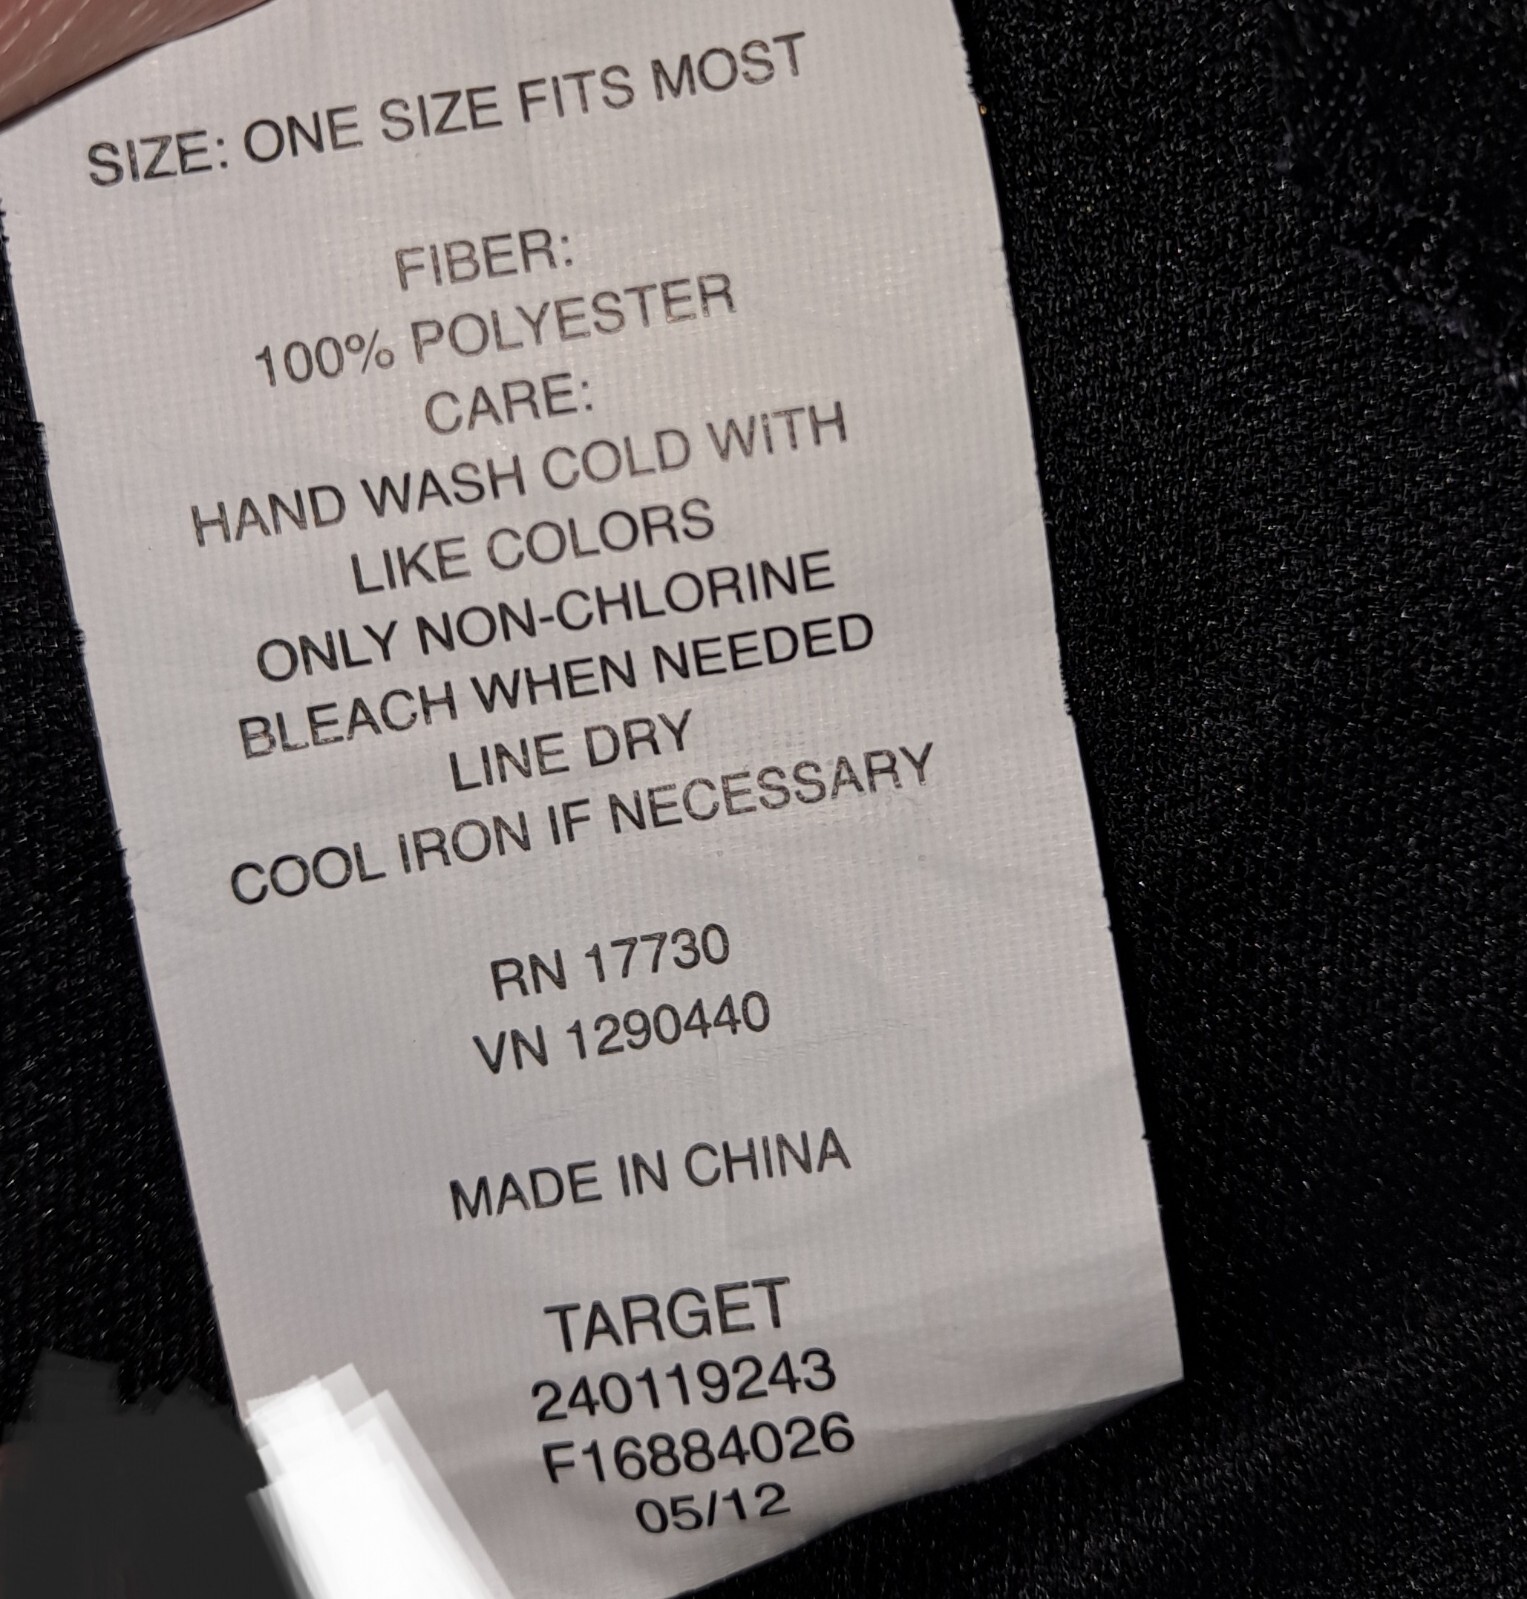 SIZE: ONE SIZE FITS MOST
FIBER:
100% POLYESTER
CARE:
HAND WASH COLD WITH
LIKE COLORS
ONLY NON-CHLORINE
BLEACH WHEN NEEDED
LINE DRY
COOL IRON IF NECESSARY
RN 17730
VN 1290440
MADE IN CHINA
TARGET
240119243
F16884026
05/12